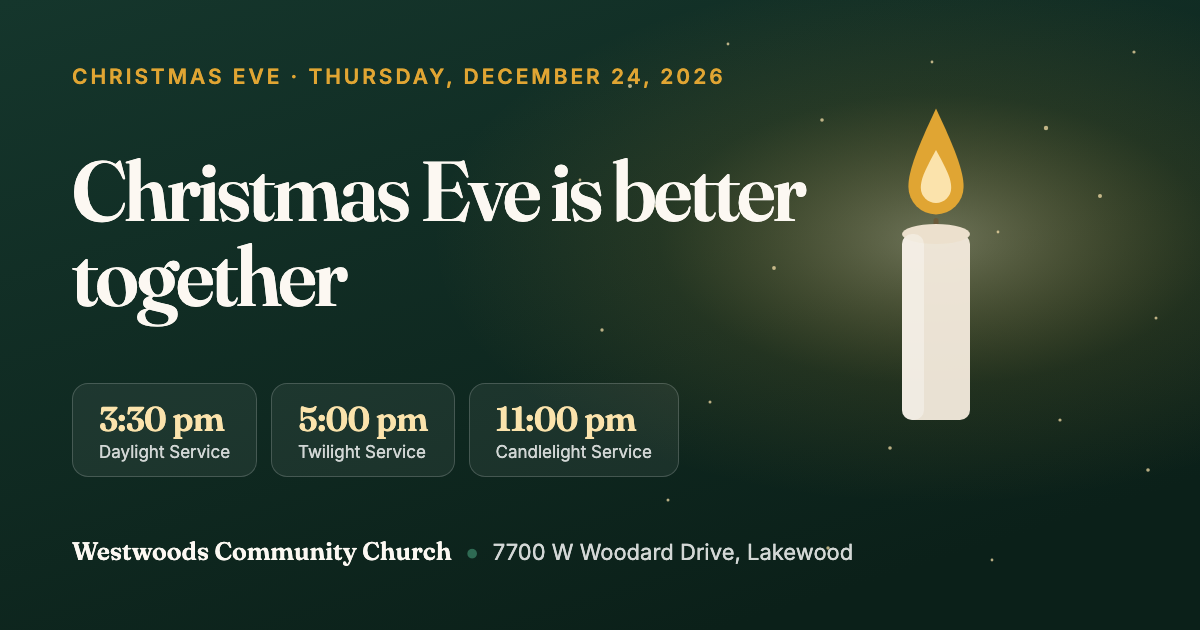 CHRISTMAS EVE · THURSDAY, DECEMBER 24, 2026
Christmas Eve is better
together
3:30 pm
Daylight Service
5:00 pm
Twilight Service
11:00 pm
Candlelight Service
Westwoods Community Church • 7700 W Woodard Drive, Lakewood